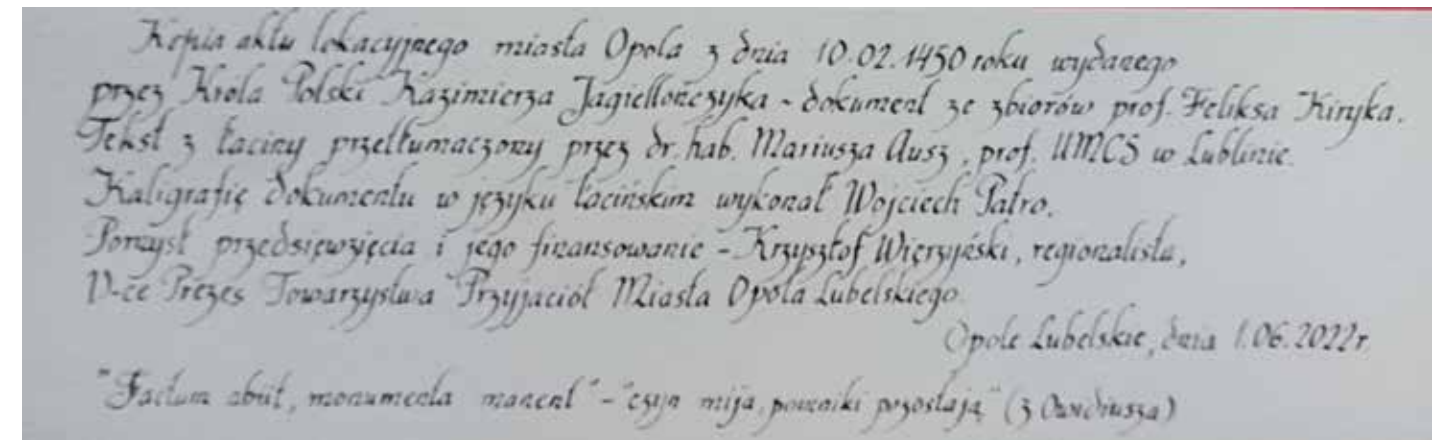 Kopia aktu lokacyjnego miasta Opola z dnia 10.02.1450 roku wydanego
przez Króla Polski Kazimierza Jagiellończyka - dokument ze zbiorów prof. Feliksa Kiryka.
Tekst z łaciny przetłumaczony przez dr. hab. Mariusza Ausz, prof. UMCS w Lublinie.
Kaligrafię dokumentu w języku łacińskim wykonał Wojciech Patro.
Pomysł przedsięwzięcia i jego finansowanie - Krzysztof Wierzyński, regionalista,
V-ce Prezes Towarzystwa Przyjaciół Miasta Opola Lubelskiego.
Opole Lubelskie, dnia 1.06.2022r.
"Factum abiit, monumenta manent" - "czyn mija, pomniki pozostają" (z Owidiusza)